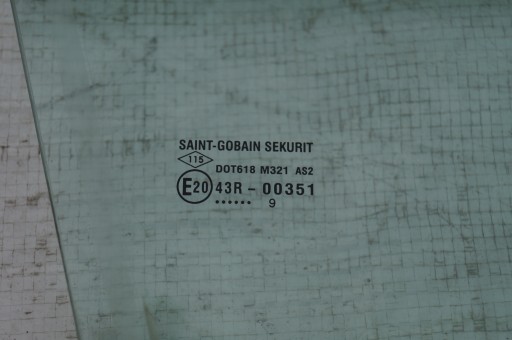 SAINT-GOBAIN SEKURIT
115
DOT618 M321 AS2
E20 43R - 00351
...... 9